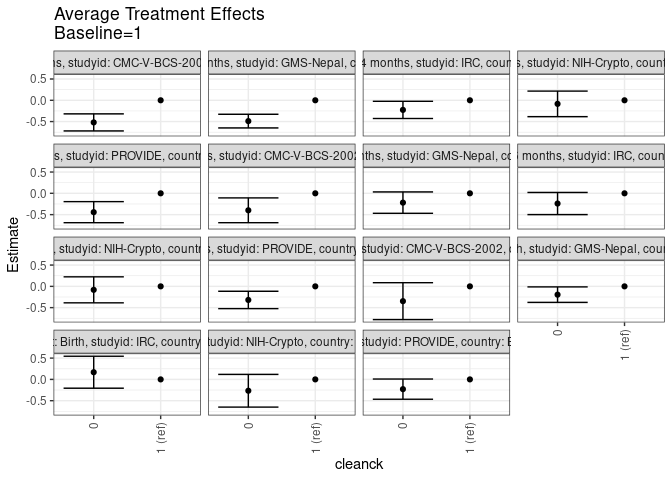 Average Treatment Effects
Baseline=1
months, studyid: CMC-V-BCS-200
nths, studyid: GMS-Nepal, c
4 months, studyid: IRC, coun
s, studyid: NIH-Crypto, count
s, studyid: PROVIDE, countr
s, studyid: CMC-V-BCS-2002
nths, studyid: GMS-Nepal, co
months, studyid: IRC, count
, studyid: NIH-Crypto, countr
s, studyid: PROVIDE, country
studyid: CMC-V-BCS-2002,
h, studyid: GMS-Nepal, coun
: Birth, studyid: IRC, country
tudyid: NIH-Crypto, country:
studyid: PROVIDE, country: B
0.5
0.0
-0.5
0.5
0.0
-0.5
0.5
0.0
-0.5
0.5
0.0
-0.5
Estimate
0
1 (ref)
0
1 (ref)
0
1 (ref)
0
1 (ref)
cleanck